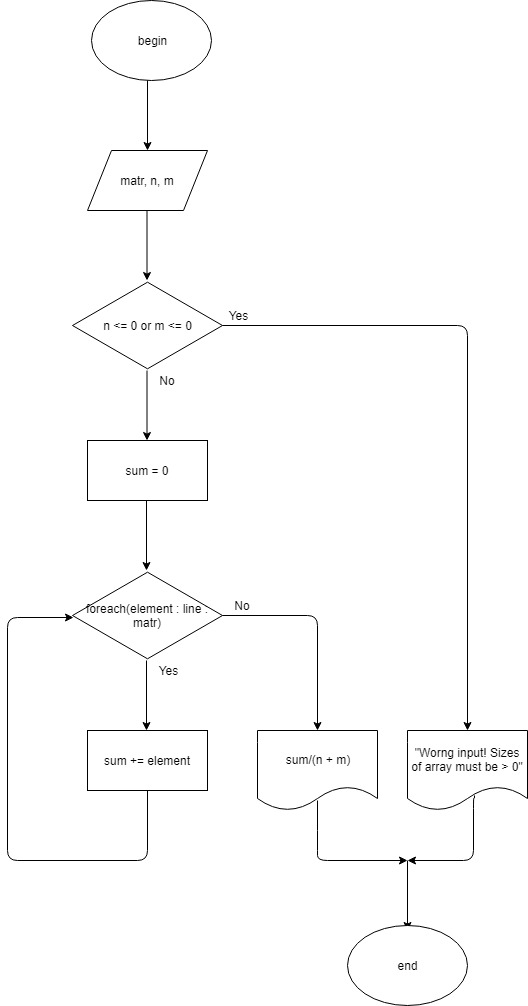 begin
matr, n, m
n <= 0 or m <= 0
Yes
No
sum = 0
foreach(element : line :
matr)
No
Yes
sum += element
sum/(n + m)
"Worng input! Sizes
of array must be > 0"
end